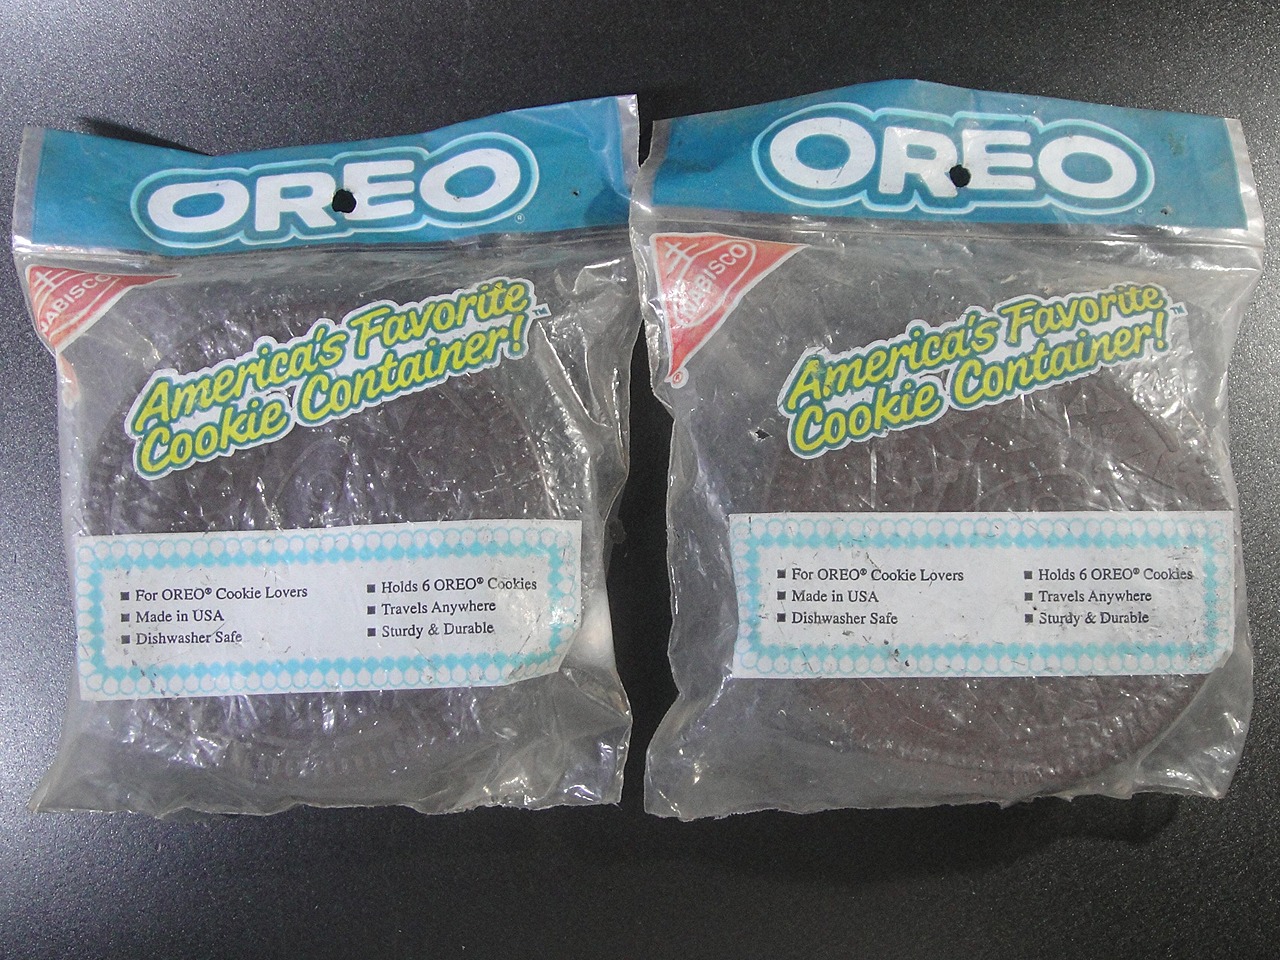 OREO®
NABISCO
America's Favorite
Cookie Container!™
■ For OREO® Cookie Lovers
■ Made in USA
■ Dishwasher Safe
■ Holds 6 OREO® Cookies
■ Travels Anywhere
■ Sturdy & Durable
OREO®
NABISCO®
America's Favorite
Cookie Container!™
■ For OREO® Cookie Lovers
■ Made in USA
■ Dishwasher Safe
■ Holds 6 OREO® Cookies
■ Travels Anywhere
■ Sturdy & Durable